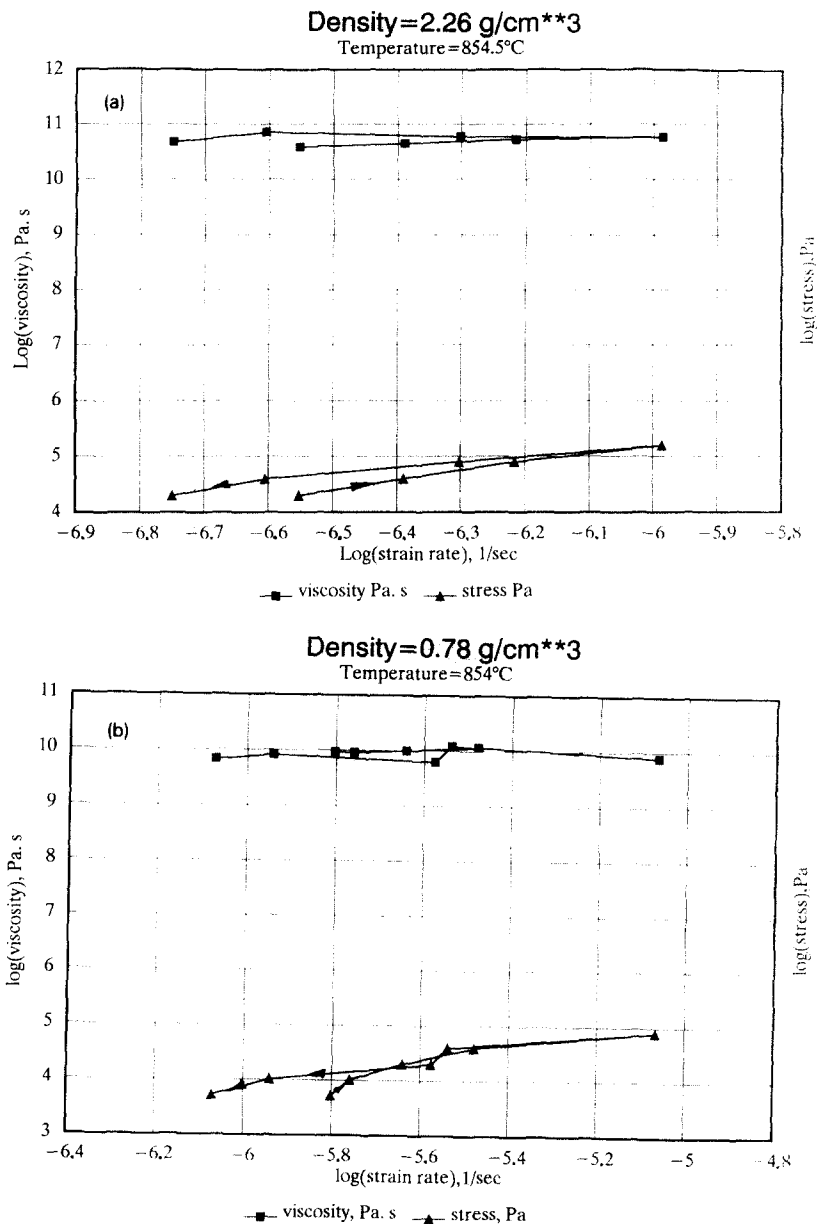 Density=2.26 g/cm**3
Temperature=854.5°C
(a)
12
11
10
9
8
7
6
5
4
Log(viscosity), Pa. s
log(stress),Pa
−6.9 −6.8 −6.7 −6.6 −6.5 −6.4 −6.3 −6.2 −6.1 −6 −5.9 −5.8
Log(strain rate), 1/sec
viscosity Pa. s stress Pa
Density=0.78 g/cm**3
Temperature=854°C
(b)
11
10
9
8
7
6
5
4
3
log(viscosity), Pa. s
log(stress),Pa
−6.4 −6.2 −6 −5.8 −5.6 −5.4 −5.2 −5 −4.8
log(strain rate),1/sec
viscosity, Pa. s stress, Pa